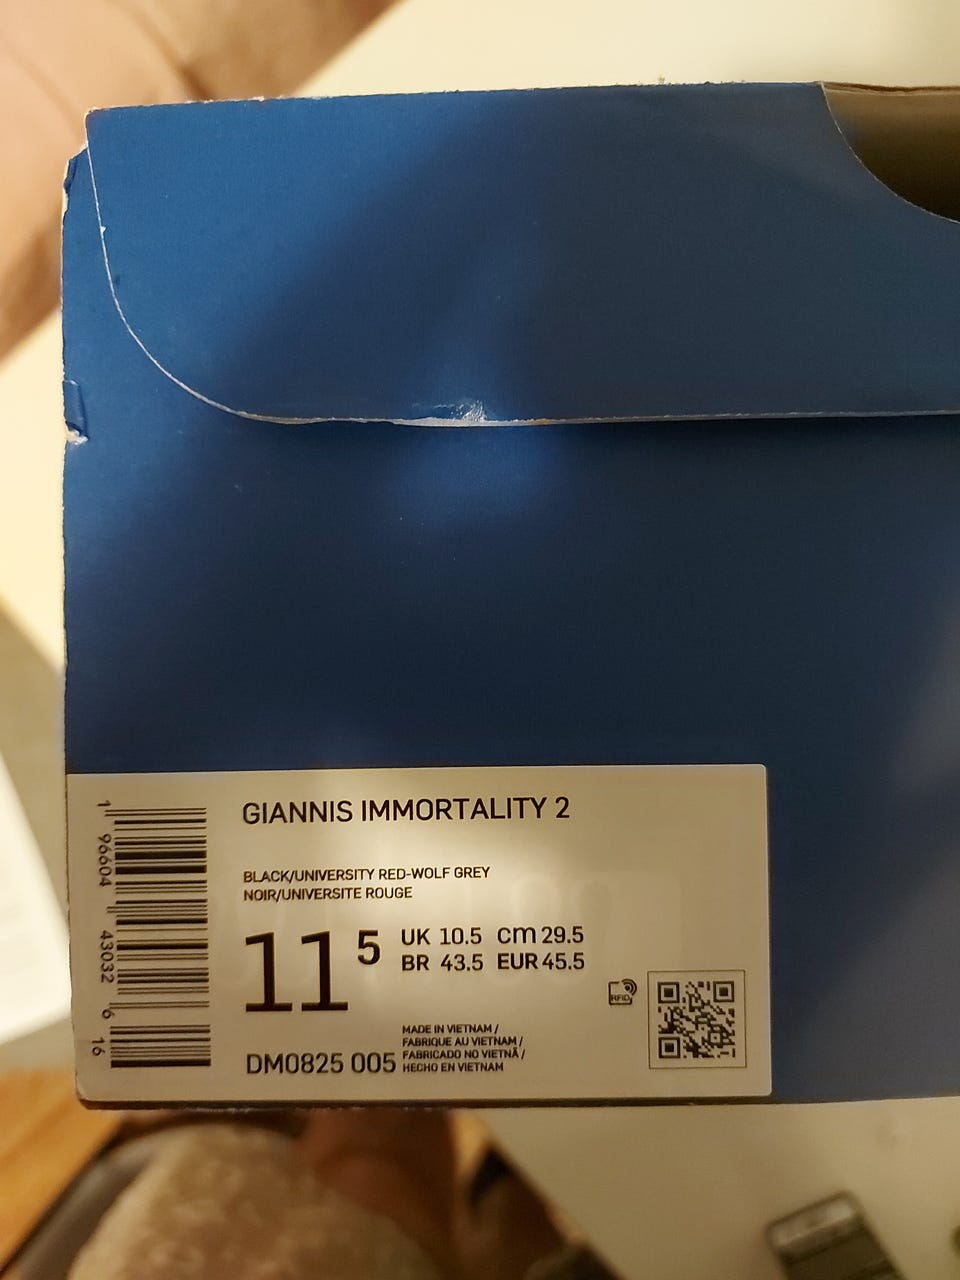 GIANNIS IMMORTALITY 2
BLACK/UNIVERSITY RED-WOLF GREY
NOIR/UNIVERSITE ROUGE
11 5
UK 10.5 Cm 29.5
BR 43.5 EUR 45.5
RFID
MADE IN VIETNAM /
FABRIQUE AU VIETNAM /
FABRICADO NO VIETNÃ /
HECHO EN VIETNAM
DM0825 005
1 96604 43032 6 16